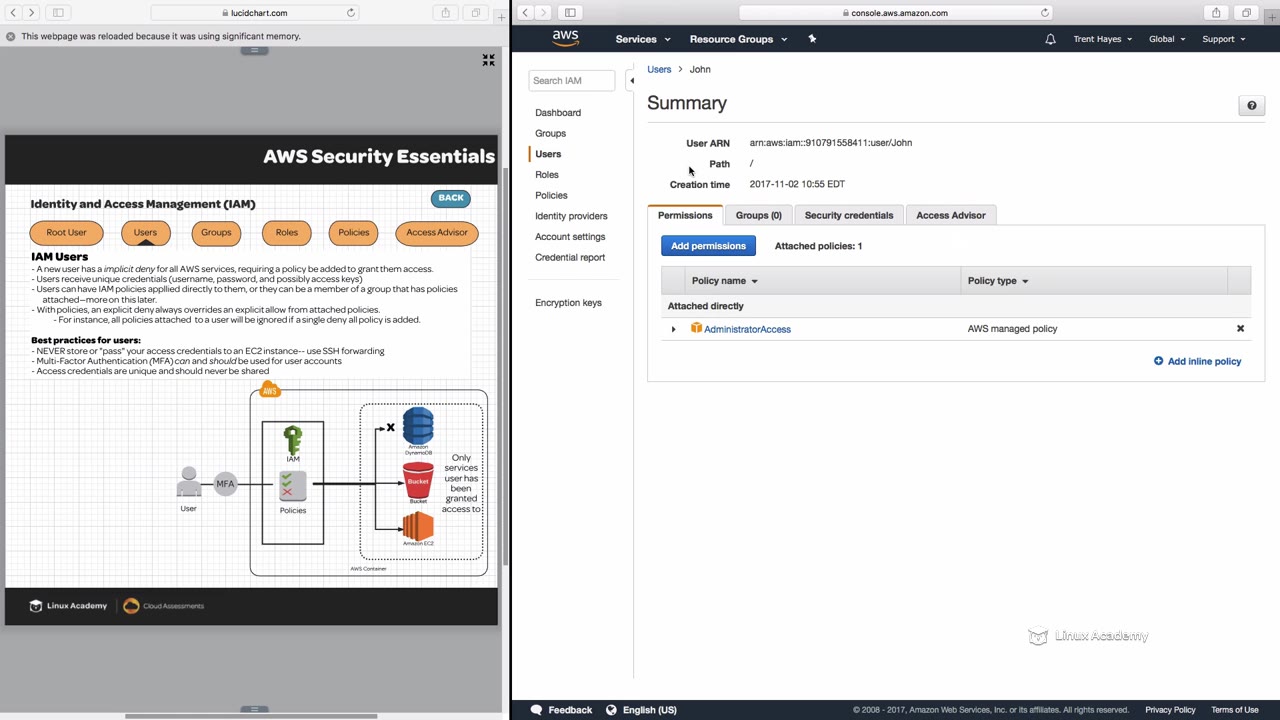 lucidchart.com
This webpage was reloaded because it was using significant memory.
AWS Security Essentials
Identity and Access Management (IAM)
BACK
Root User
Users
Groups
Roles
Policies
Access Advisor
IAM Users
- A new user has a implicit deny for all AWS services, requiring a policy be added to grant them access.
- Users receive unique credentials (username, password, and possibly access keys)
- Users can have IAM policies appllied directly to them, or they can be a member of a group that has policies
attached—more on this later.
- With policies, an explicit deny always overrides an explicit allow from attached policies.
- For instance, all policies attached to a user will be ignored if a single deny all policy is added.
Best practices for users:
- NEVER store or "pass" your access credentials to an EC2 instance-- use SSH forwarding
- Multi-Factor Authentication (MFA) can and should be used for user accounts
- Access credentials are unique and should never be shared
AWS
IAM
Policies
User
MFA
X
Amazon
DynamoDB
Bucket
Bucket
Amazon EC2
Only
services
user has
been
granted
access to
AWS Container
Linux Academy
Cloud Assessments
console.aws.amazon.com
aws
Services
Resource Groups
Trent Hayes
Global
Support
Search IAM
Dashboard
Groups
Users
Roles
Policies
Identity providers
Account settings
Credential report
Encryption keys
Users > John
Summary
User ARN arn:aws:iam::910791558411:user/John
Path /
Creation time 2017-11-02 10:55 EDT
Permissions
Groups (0)
Security credentials
Access Advisor
Add permissions
Attached policies: 1
Policy name
Policy type
Attached directly
AdministratorAccess
AWS managed policy
Add inline policy
Linux Academy
Feedback
English (US)
© 2008 - 2017, Amazon Web Services, Inc. or its affiliates. All rights reserved.
Privacy Policy
Terms of Use